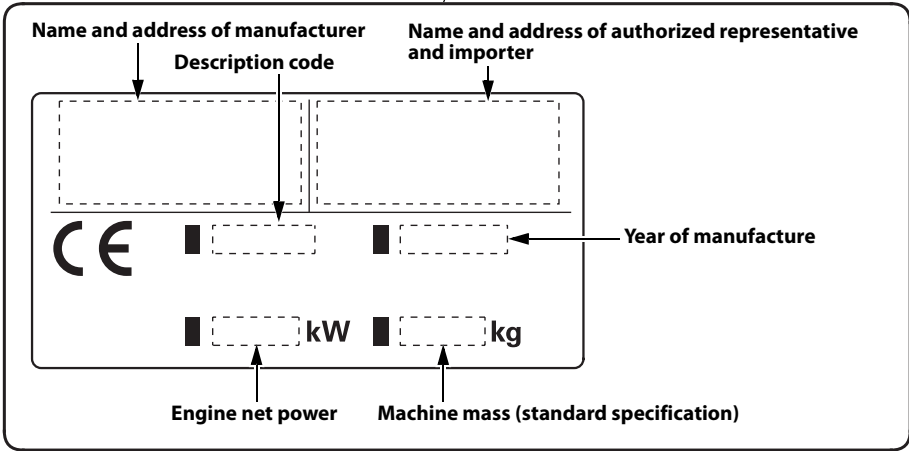 Name and address of manufacturer
Name and address of authorized representative
and importer
Description code
CE
Year of manufacture
kW
kg
Engine net power
Machine mass (standard specification)